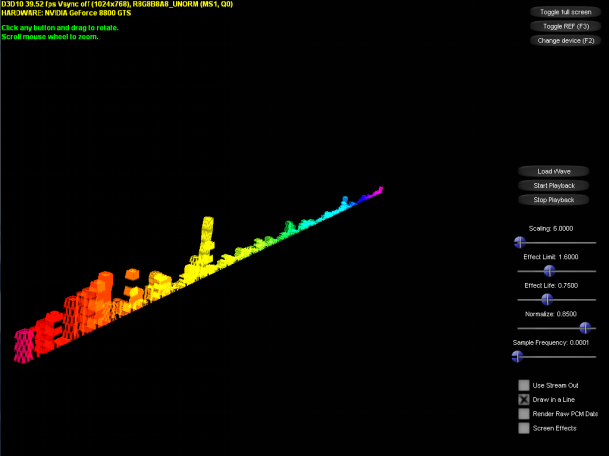 D3D10 39.52 fps Vsync off (1024x768), R8G8B8A8_UNORM (MS1, Q0)
HARDWARE: NVIDIA GeForce 8800 GTS
Click any button and drag to rotate.
Scroll mouse wheel to zoom.
Toggle full screen
Toggle REF (F3)
Change device (F2)
Load Wave
Start Playback
Stop Playback
Scaling: 6.0000
Effect Limit: 1.6000
Effect Life: 0.7500
Normalize: 0.8500
Sample Frequency: 0.0001
Use Stream Out
Draw in a Line
Render Raw PCM Data
Screen Effects